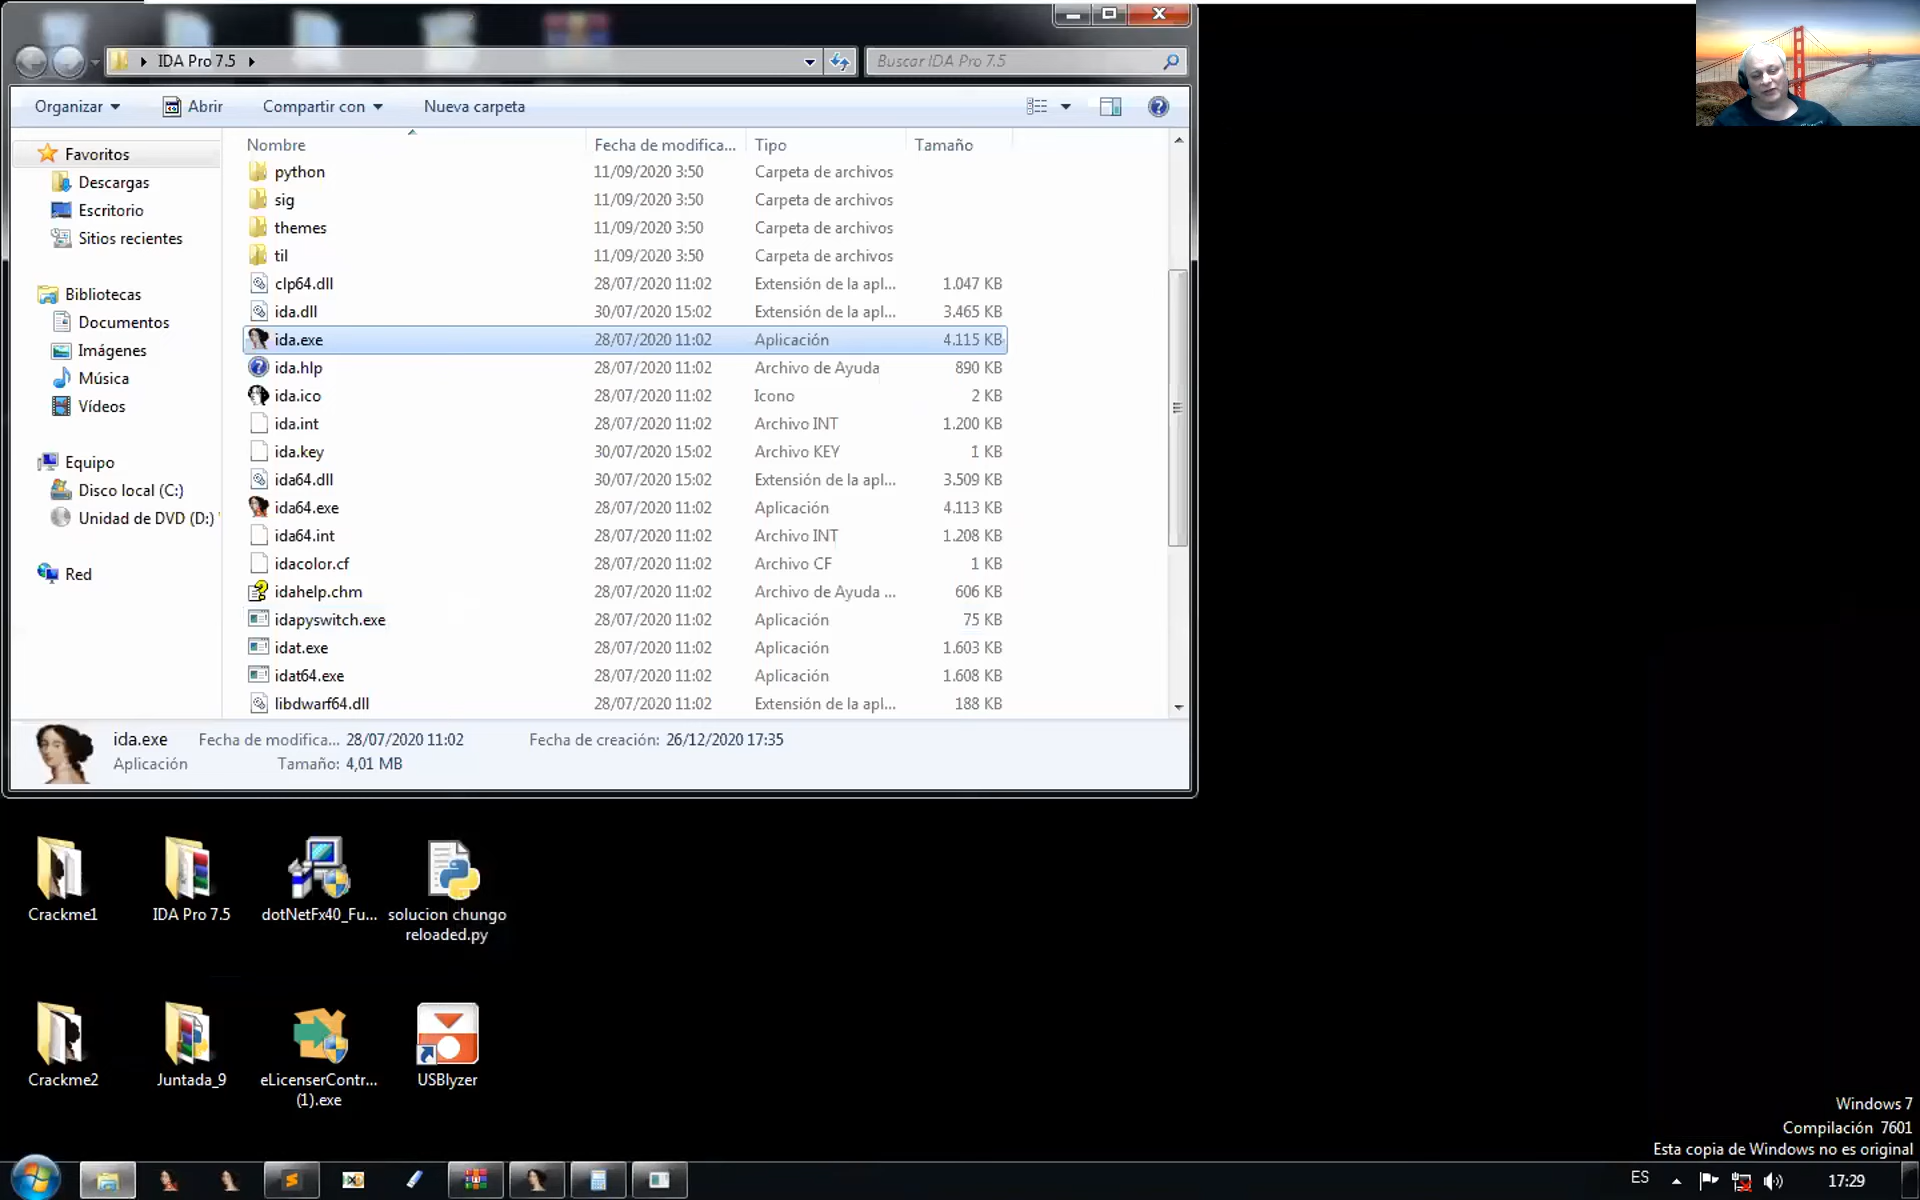 IDA Pro 7.5
Buscar IDA Pro 7.5
Organizar
Abrir
Compartir con
Nueva carpeta
Nombre Fecha de modifica... Tipo Tamaño
Favoritos
Descargas
Escritorio
Sitios recientes
Bibliotecas
Documentos
Imágenes
Música
Vídeos
Equipo
Disco local (C:)
Unidad de DVD (D:)
Red
python 11/09/2020 3:50 Carpeta de archivos
sig 11/09/2020 3:50 Carpeta de archivos
themes 11/09/2020 3:50 Carpeta de archivos
til 11/09/2020 3:50 Carpeta de archivos
clp64.dll 28/07/2020 11:02 Extensión de la apl... 1.047 KB
ida.dll 30/07/2020 15:02 Extensión de la apl... 3.465 KB
ida.exe 28/07/2020 11:02 Aplicación 4.115 KB
ida.hlp 28/07/2020 11:02 Archivo de Ayuda 890 KB
ida.ico 28/07/2020 11:02 Icono 2 KB
ida.int 28/07/2020 11:02 Archivo INT 1.200 KB
ida.key 30/07/2020 15:02 Archivo KEY 1 KB
ida64.dll 30/07/2020 15:02 Extensión de la apl... 3.509 KB
ida64.exe 28/07/2020 11:02 Aplicación 4.113 KB
ida64.int 28/07/2020 11:02 Archivo INT 1.208 KB
idacolor.cf 28/07/2020 11:02 Archivo CF 1 KB
idahelp.chm 28/07/2020 11:02 Archivo de Ayuda ... 606 KB
idapyswitch.exe 28/07/2020 11:02 Aplicación 75 KB
idat.exe 28/07/2020 11:02 Aplicación 1.603 KB
idat64.exe 28/07/2020 11:02 Aplicación 1.608 KB
libdwarf64.dll 28/07/2020 11:02 Extensión de la apl... 188 KB
ida.exe Fecha de modifica... 28/07/2020 11:02 Fecha de creación: 26/12/2020 17:35
Aplicación Tamaño: 4,01 MB
Crackme1
IDA Pro 7.5
dotNetFx40_Fu...
solucion chungo
reloaded.py
Crackme2
Juntada_9
eLicenserContr...
(1).exe
USBlyzer
Windows 7
Compilación 7601
Esta copia de Windows no es original
ES
17:29